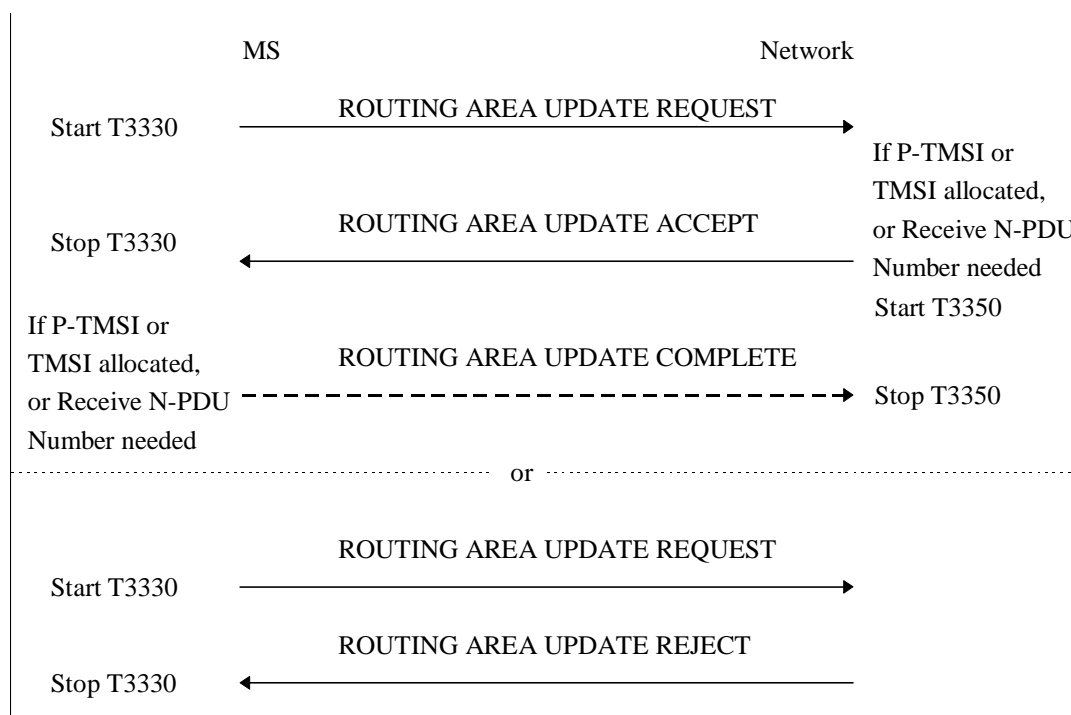 MS
Network
ROUTING AREA UPDATE REQUEST
Start T3330
If P-TMSI or
TMSI allocated,
or Receive N-PDU
Number needed
Start T3350
ROUTING AREA UPDATE ACCEPT
Stop T3330
If P-TMSI or
TMSI allocated,
or Receive N-PDU
Number needed
ROUTING AREA UPDATE COMPLETE
Stop T3350
or
ROUTING AREA UPDATE REQUEST
Start T3330
ROUTING AREA UPDATE REJECT
Stop T3330